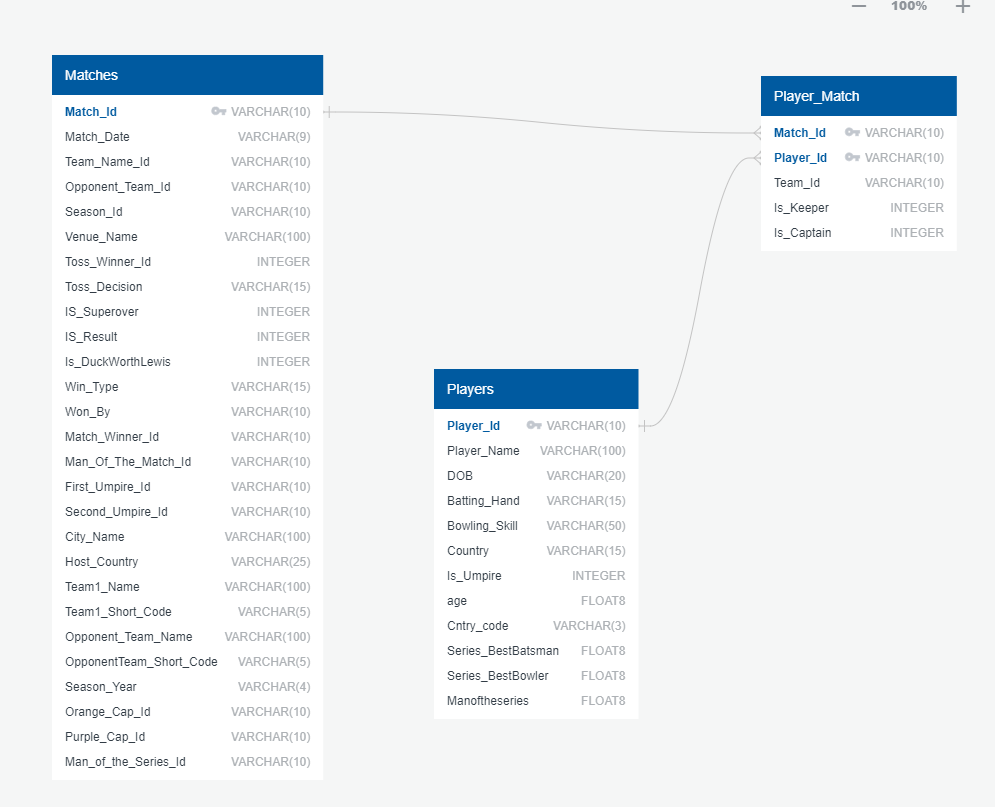 100%
Matches
Match_Id VARCHAR(10)
Match_Date VARCHAR(9)
Team_Name_Id VARCHAR(10)
Opponent_Team_Id VARCHAR(10)
Season_Id VARCHAR(10)
Venue_Name VARCHAR(100)
Toss_Winner_Id INTEGER
Toss_Decision VARCHAR(15)
IS_Superover INTEGER
IS_Result INTEGER
Is_DuckWorthLewis INTEGER
Win_Type VARCHAR(15)
Won_By VARCHAR(10)
Match_Winner_Id VARCHAR(10)
Man_Of_The_Match_Id VARCHAR(10)
First_Umpire_Id VARCHAR(10)
Second_Umpire_Id VARCHAR(10)
City_Name VARCHAR(100)
Host_Country VARCHAR(25)
Team1_Name VARCHAR(100)
Team1_Short_Code VARCHAR(5)
Opponent_Team_Name VARCHAR(100)
OpponentTeam_Short_Code VARCHAR(5)
Season_Year VARCHAR(4)
Orange_Cap_Id VARCHAR(10)
Purple_Cap_Id VARCHAR(10)
Man_of_the_Series_Id VARCHAR(10)
Player_Match
Match_Id VARCHAR(10)
Player_Id VARCHAR(10)
Team_Id VARCHAR(10)
Is_Keeper INTEGER
Is_Captain INTEGER
Players
Player_Id VARCHAR(10)
Player_Name VARCHAR(100)
DOB VARCHAR(20)
Batting_Hand VARCHAR(15)
Bowling_Skill VARCHAR(50)
Country VARCHAR(15)
Is_Umpire INTEGER
age FLOAT8
Cntry_code VARCHAR(3)
Series_BestBatsman FLOAT8
Series_BestBowler FLOAT8
Manoftheseries FLOAT8